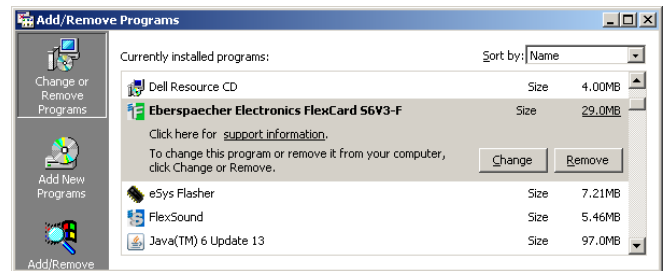 Add/Remove Programs
Change or
Remove
Programs
Add New
Programs
Add/Remove
Currently installed programs:
Sort by: Name
Dell Resource CD Size 4.00MB
Eberspaecher Electronics FlexCard S6V3-F Size 29.0MB
Click here for support information.
To change this program or remove it from your computer,
click Change or Remove.
Change Remove
eSys Flasher Size 7.21MB
FlexSound Size 5.46MB
Java(TM) 6 Update 13 Size 97.0MB